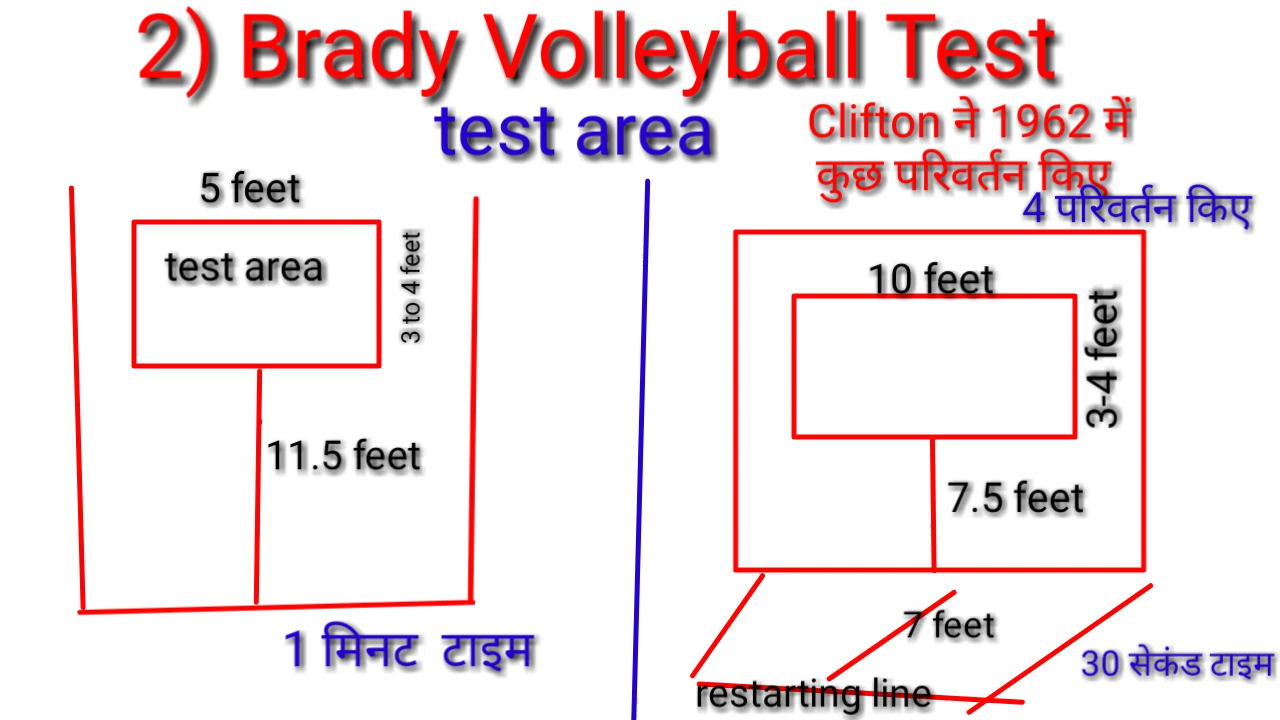 2) Brady Volleyball Test
test area
Clifton ने 1962 में
कुछ परिवर्तन किए
4 परिवर्तन किए
5 feet
test area
3 to 4 feet
11.5 feet
1 मिनट टाइम
10 feet
3-4 feet
7.5 feet
7 feet
restarting line
30 सेकंड टाइम